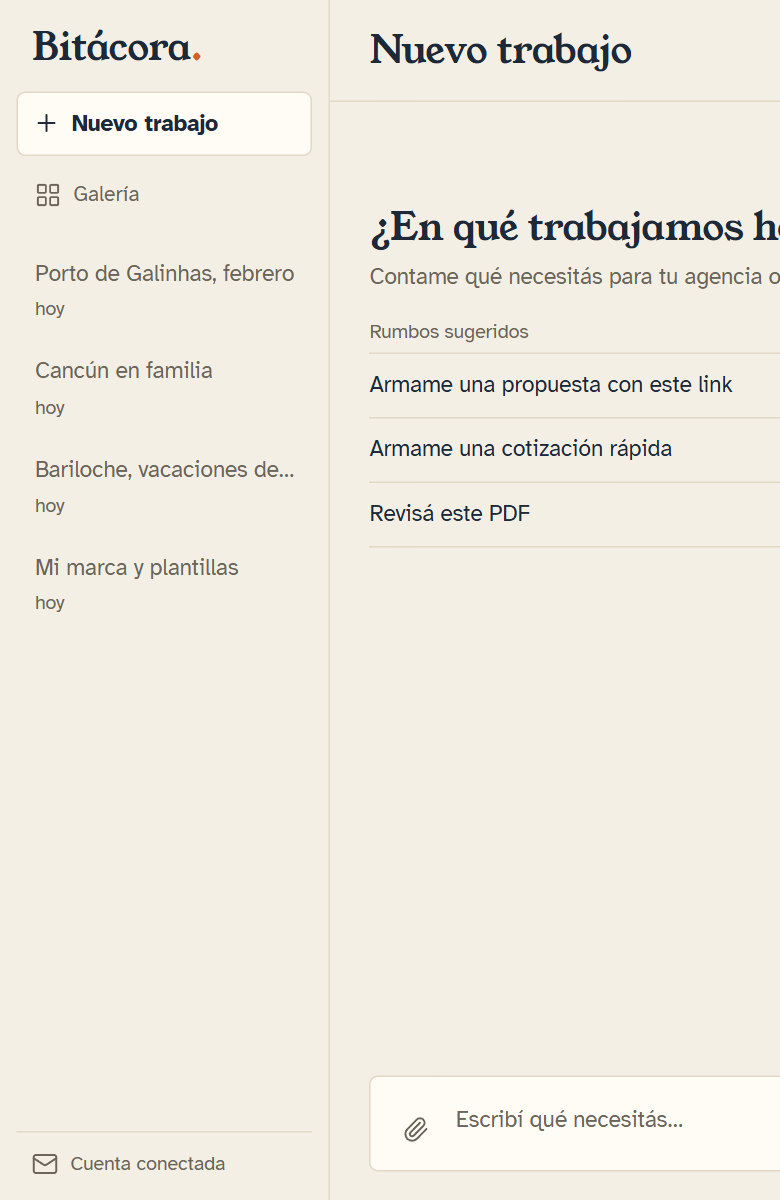 Bitácora.
Nuevo trabajo
Galería
Porto de Galinhas, febrero
hoy
Cancún en familia
hoy
Bariloche, vacaciones de...
hoy
Mi marca y plantillas
hoy
Cuenta conectada
Nuevo trabajo
¿En qué trabajamos
Contame qué necesitás para tu agencia o
Rumbos sugeridos
Armame una propuesta con este link
Armame una cotización rápida
Revisá este PDF
Escribí qué necesitás...